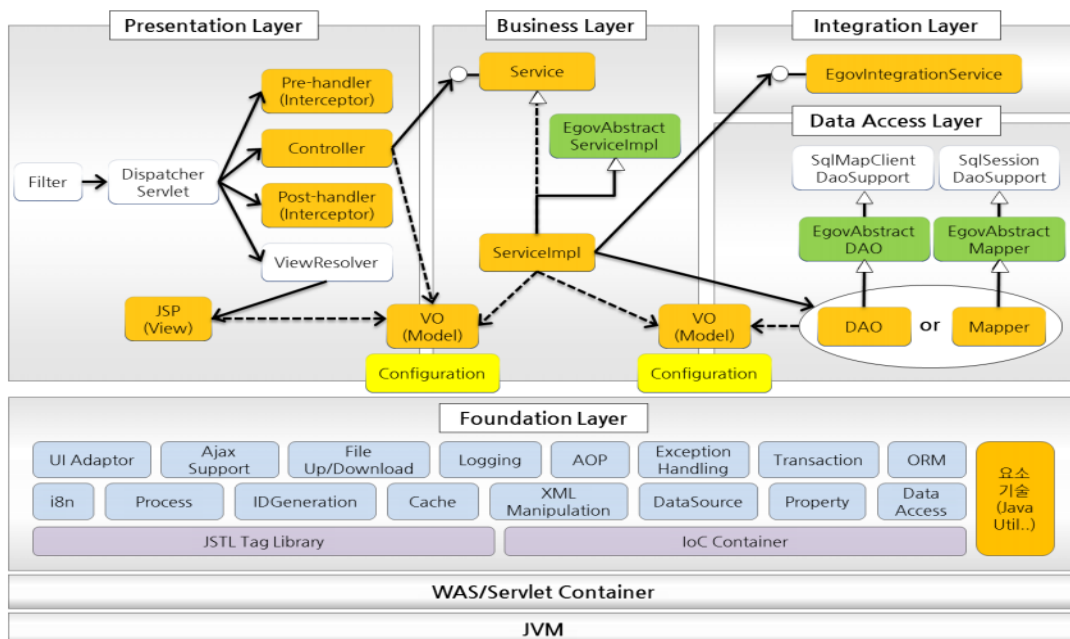 Presentation Layer
Business Layer
Integration Layer
Pre-handler
(Interceptor)
Service
EgovIntegrationService
Controller
EgovAbstract
ServiceImpl
Data Access Layer
Filter
Dispatcher
Servlet
SqlMapClient
DaoSupport
SqlSession
DaoSupport
Post-handler
(Interceptor)
EgovAbstract
DAO
EgovAbstract
Mapper
ViewResolver
ServiceImpl
JSP
(View)
VO
(Model)
VO
(Model)
DAO
or
Mapper
Configuration
Configuration
Foundation Layer
UI Adaptor
Ajax
Support
File
Up/Download
Logging
AOP
Exception
Handling
Transaction
ORM
i8n
Process
IDGeneration
Cache
XML
Manipulation
DataSource
Property
Data
Access
요소
기술
(Java
Util..)
JSTL Tag Library
IoC Container
WAS/Servlet Container
JVM